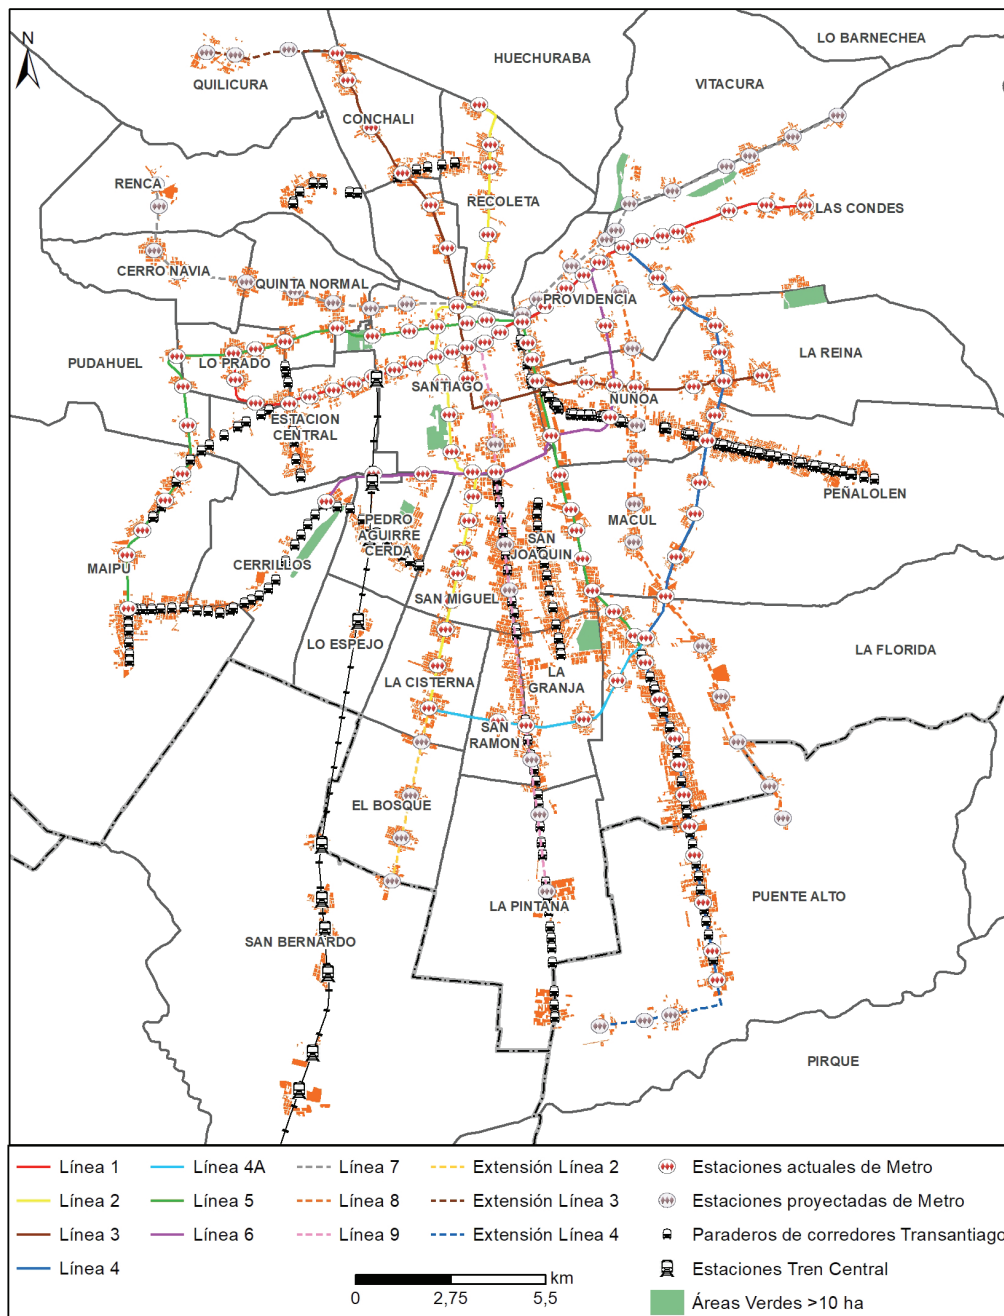 LO BARNECHEA
N
HUECHURABA
QUILICURA
VITACURA
CONCHALI
RENCA
RECOLETA
LAS CONDES
CERRO NAVIA
QUINTA NORMAL
PROVIDENCIA
PUDAHUEL
LO PRADO
LA REINA
SANTIAGO
ÑUÑOA
ESTACION
CENTRAL
PEÑALOLEN
PEDRO
AGUIRRE
CERDA
MACUL
SAN
JOAQUIN
MAIPÚ
CERRILLOS
SAN MIGUEL
LO ESPEJO
LA FLORIDA
LA CISTERNA
LA
GRANJA
SAN
RAMON
EL BOSQUE
PUENTE ALTO
LA PINTANA
SAN BERNARDO
PIRQUE
Línea 1
Línea 4A
Línea 7
Extensión Línea 2
Estaciones actuales de Metro
Línea 2
Línea 5
Línea 8
Extensión Línea 3
Estaciones proyectadas de Metro
Línea 3
Línea 6
Línea 9
Extensión Línea 4
Paraderos de corredores Transantiago
Línea 4
Estaciones Tren Central
km
0 2,75 5,5
Áreas Verdes >10 ha